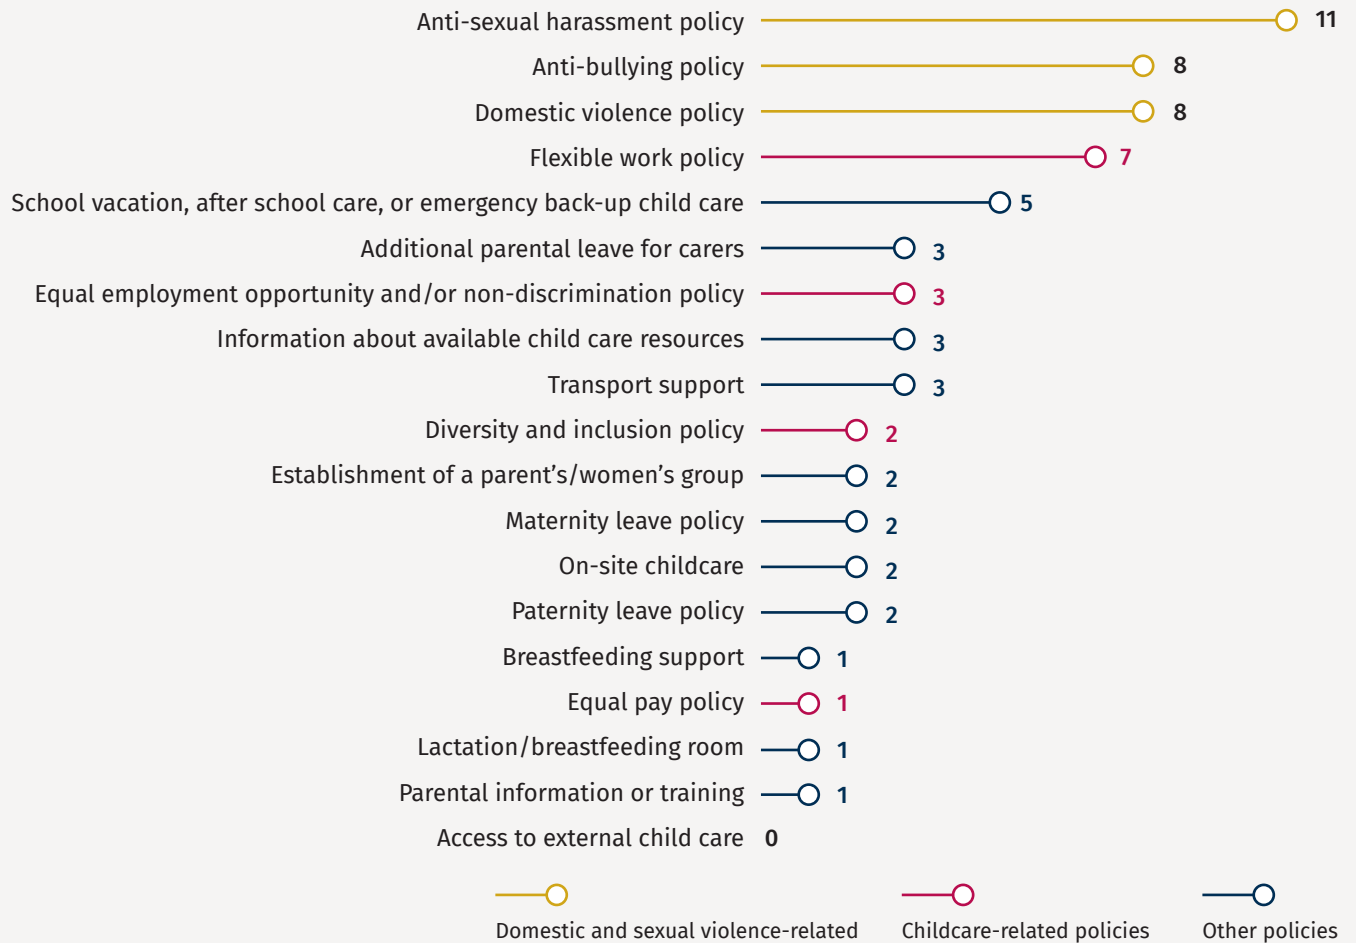 Anti-sexual harassment policy 11
Anti-bullying policy 8
Domestic violence policy 8
Flexible work policy 7
School vacation, after school care, or emergency back-up child care 5
Additional parental leave for carers 3
Equal employment opportunity and/or non-discrimination policy 3
Information about available child care resources 3
Transport support 3
Diversity and inclusion policy 2
Establishment of a parent’s/women’s group 2
Maternity leave policy 2
On-site childcare 2
Paternity leave policy 2
Breastfeeding support 1
Equal pay policy 1
Lactation/breastfeeding room 1
Parental information or training 1
Access to external child care 0
Domestic and sexual violence-related Childcare-related policies Other policies